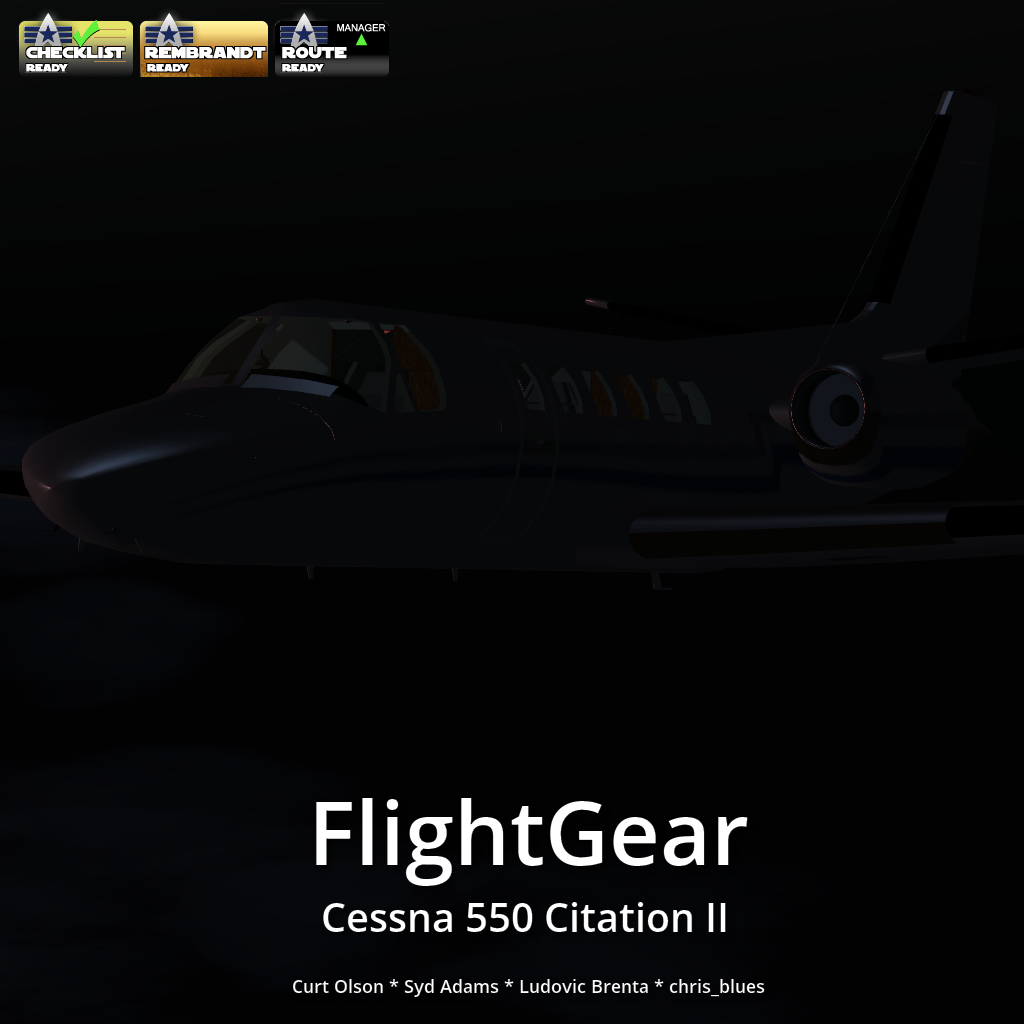 CHECKLIST
READY
REMBRANDT
READY
MANAGER
ROUTE
READY
FlightGear
Cessna 550 Citation II
Curt Olson * Syd Adams * Ludovic Brenta * chris_blues